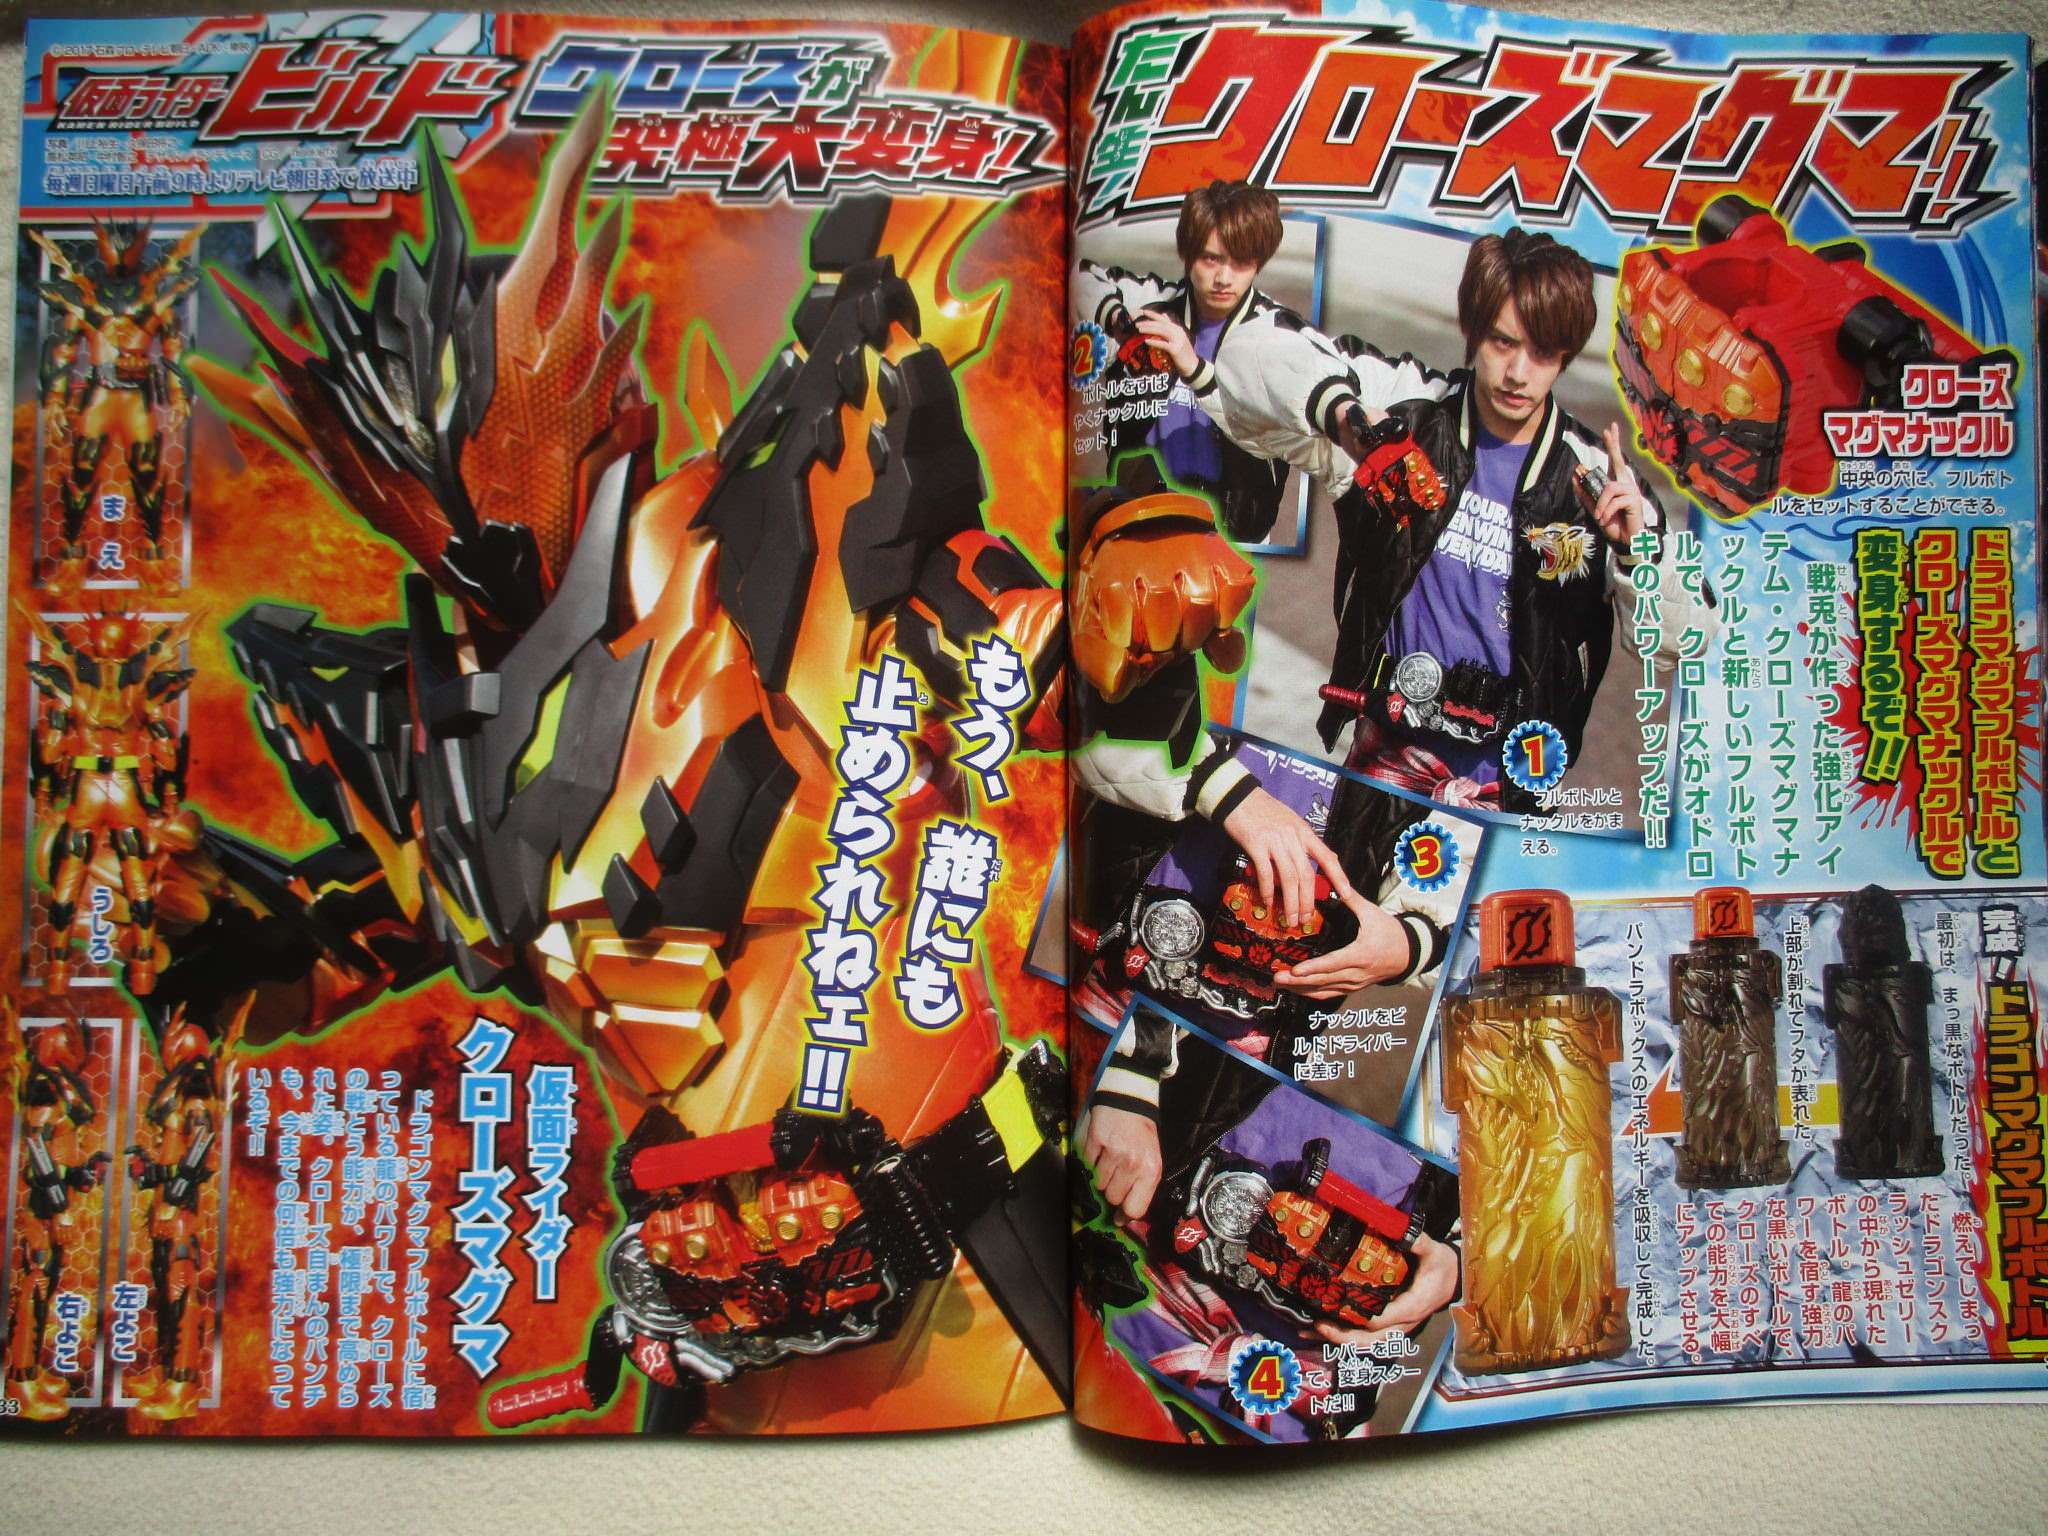 たん生!
クローズマグマ!!
クローズ
マグマナックル
中央の穴に、フルボト
ルをセットすることができる。
ドラゴンマグマフルボトルと
クローズマグマナックルで
変身するぞ!!
戦兎が作った強化アイ
テム・クローズマグマナ
ックルと新しいフルボト
ルで、クローズがオドロ
キのパワーアップだ!!
1
フルボトルと
ナックルをかま
える。
2
ボトルをすば
やくナックルに
セット!
3
ナックルをビ
ルドドライバー
に差す!
4
レバーを回し
て、変身スター
トだ!!
YOUR
EVERYDAY
完成!!ドラゴンマグマフルボトル
最初は、まっ黒なボトルだった。
上部が割れてフタが表れた。
パンドラボックスのエネルギーを吸収して完成した。
燃えてしまっ
たドラゴンスク
ラッシュゼリー
の中から現れた
ボトル。龍のパ
ワーを宿す強力
な黒いボトルで、
クローズのすべ
ての能力を大幅
にアップさせる。
仮面ライダー
ビルド
KAMEN RIDER BUILD
毎週日曜日午前9時よりテレビ朝日系で放送中
クローズが
究極大変身!
まえ
うしろ
左よこ
右よこ
もう、
誰にも
止められねェ!!
仮面ライダー
クローズマグマ
ドラゴンマグマフルボトルに宿
っている龍のパワーで、クローズ
の戦とう能力が、極限まで高めら
れた姿。クローズ自まんのパンチ
も、今までの何倍も強力になって
いるぞ!!
33